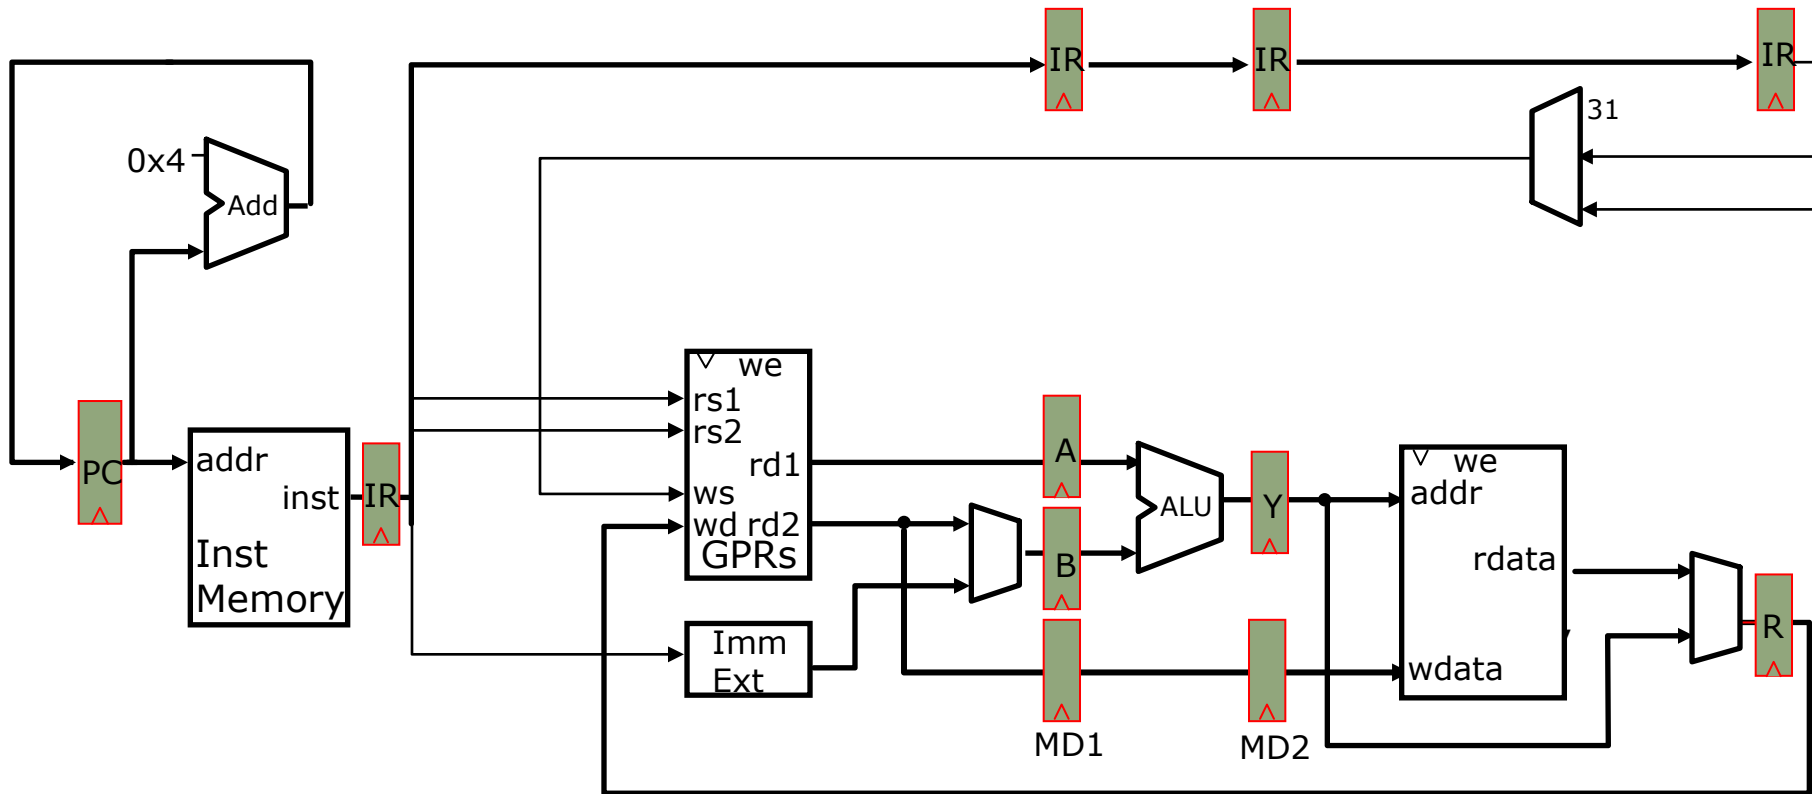 IR
IR
IR
31
0x4
Add
we
rs1
rs2
rd1
ws
wd rd2
GPRs
PC
addr
inst
Inst
Memory
IR
A
B
ALU
Y
we
addr
rdata
wdata
R
Imm
Ext
MD1
MD2